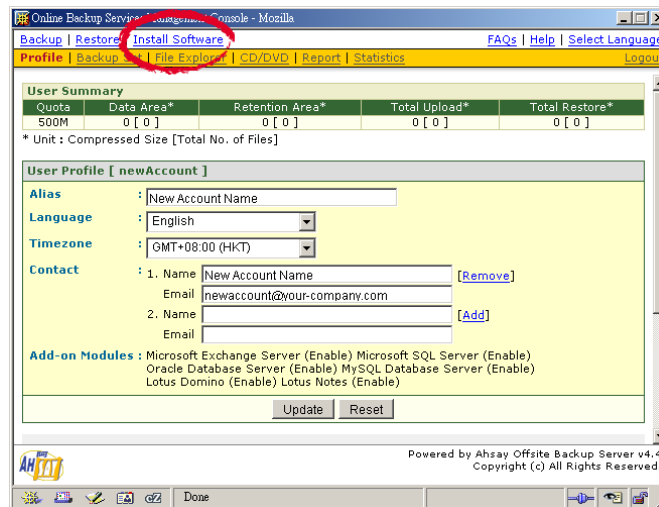 Online Backup Services Management Console - Mozilla
Backup | Restore | Install Software FAQs | Help | Select Language
Profile | Backup Set | File Explorer | CD/DVD | Report | Statistics Logou
User Summary
Quota Data Area* Retention Area* Total Upload* Total Restore*
500M 0 [ 0 ] 0 [ 0 ] 0 [ 0 ] 0 [ 0 ]
* Unit : Compressed Size [Total No. of Files]
User Profile [ newAccount ]
Alias : New Account Name
Language : English
Timezone : GMT+08:00 (HKT)
Contact : 1. Name New Account Name [Remove]
Email newaccount@your-company.com
2. Name [Add]
Email
Add-on Modules : Microsoft Exchange Server (Enable) Microsoft SQL Server (Enable)
Oracle Database Server (Enable) MySQL Database Server (Enable)
Lotus Domino (Enable) Lotus Notes (Enable)
Update Reset
AhsAY
Powered by Ahsay Offsite Backup Server v4.4
Copyright (c) All Rights Reserved
Done